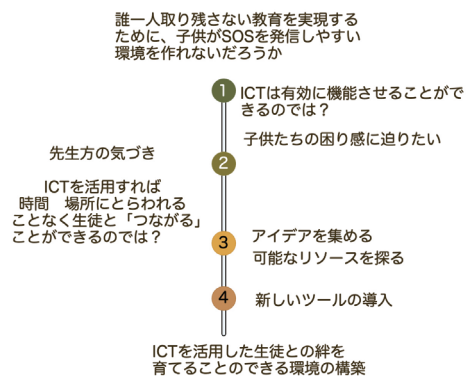 誰一人取り残さない教育を実現する
ために、子供がSOSを発信しやすい
環境を作れないだろうか
1
ICTは有効に機能させることがで
きるのでは？
子供たちの困り感に迫りたい
先生方の気づき
2
ICTを活用すれば
時間　場所にとらわれる
ことなく生徒と「つながる」
ことができるのでは？
3
アイデアを集める
可能なリソースを探る
4
新しいツールの導入
ICTを活用した生徒との絆を
育てることのできる環境の構築